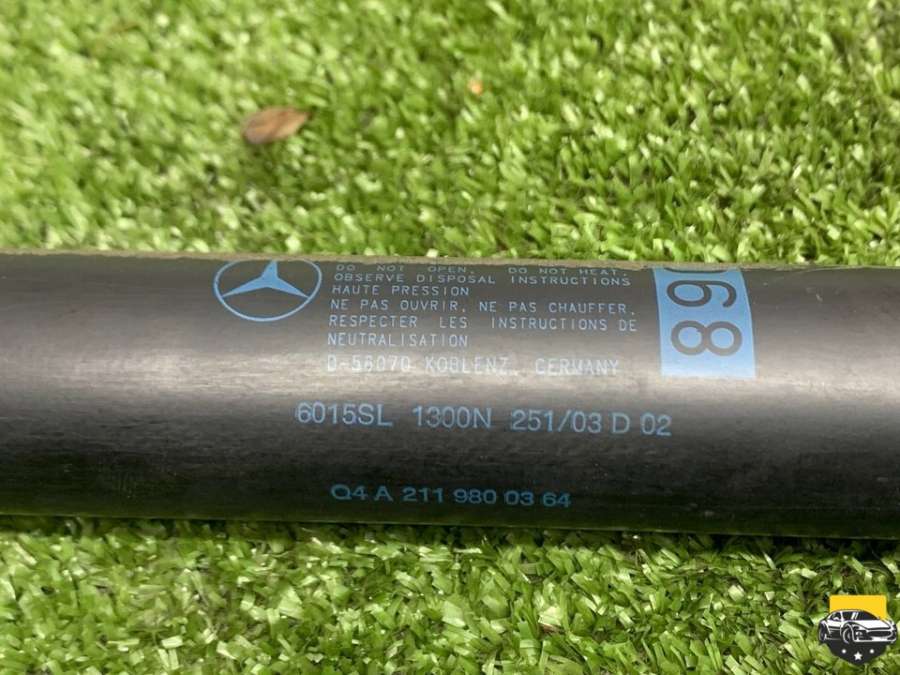 DO NOT OPEN. DO NOT HEAT.
OBSERVE DISPOSAL INSTRUCTIONS
HAUTE PRESSION
NE PAS OUVRIR, NE PAS CHAUFFER.
RESPECTER LES INSTRUCTIONS DE
NEUTRALISATION
D-56070 KOBLENZ, GERMANY
6015SL 1300N 251/03 D 02
Q4 A 211 980 03 64
98